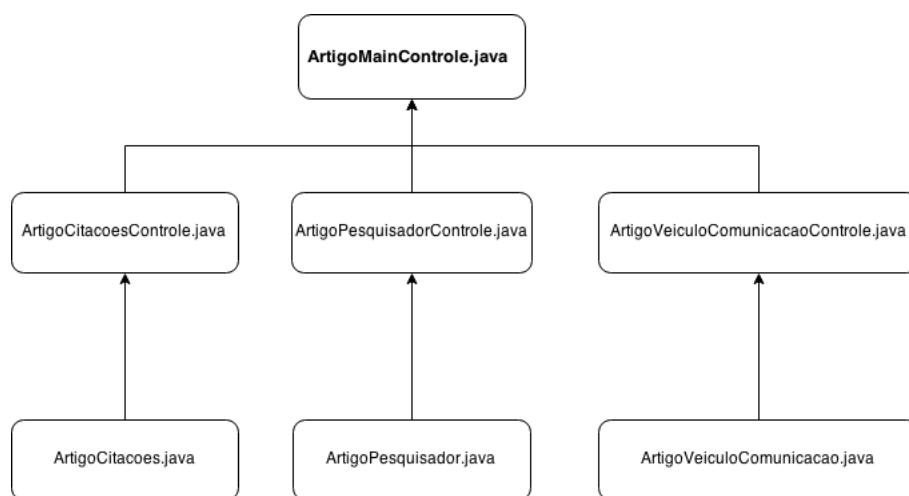 ArtigoMainControle.java
ArtigoCitacoesControle.java
ArtigoPesquisadorControle.java
ArtigoVeiculoComunicacaoControle.java
ArtigoCitacoes.java
ArtigoPesquisador.java
ArtigoVeiculoComunicacao.java